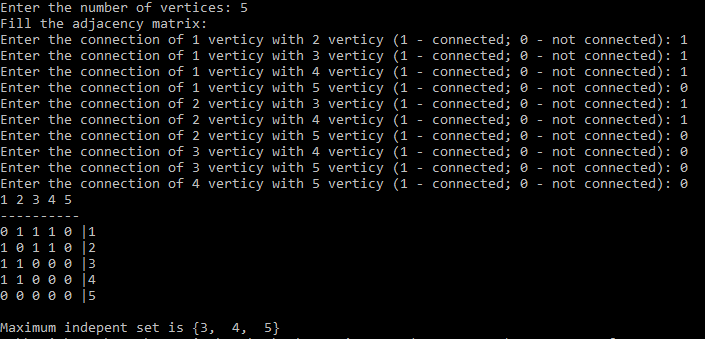 Enter the number of vertices: 5
Fill the adjacency matrix:
Enter the connection of 1 verticy with 2 verticy (1 - connected; 0 - not connected): 1
Enter the connection of 1 verticy with 3 verticy (1 - connected; 0 - not connected): 1
Enter the connection of 1 verticy with 4 verticy (1 - connected; 0 - not connected): 1
Enter the connection of 1 verticy with 5 verticy (1 - connected; 0 - not connected): 0
Enter the connection of 2 verticy with 3 verticy (1 - connected; 0 - not connected): 1
Enter the connection of 2 verticy with 4 verticy (1 - connected; 0 - not connected): 1
Enter the connection of 2 verticy with 5 verticy (1 - connected; 0 - not connected): 0
Enter the connection of 3 verticy with 4 verticy (1 - connected; 0 - not connected): 0
Enter the connection of 3 verticy with 5 verticy (1 - connected; 0 - not connected): 0
Enter the connection of 4 verticy with 5 verticy (1 - connected; 0 - not connected): 0
1 2 3 4 5
----------
0 1 1 1 0 |1
1 0 1 1 0 |2
1 1 0 0 0 |3
1 1 0 0 0 |4
0 0 0 0 0 |5
Maximum indepent set is {3,  4,  5}